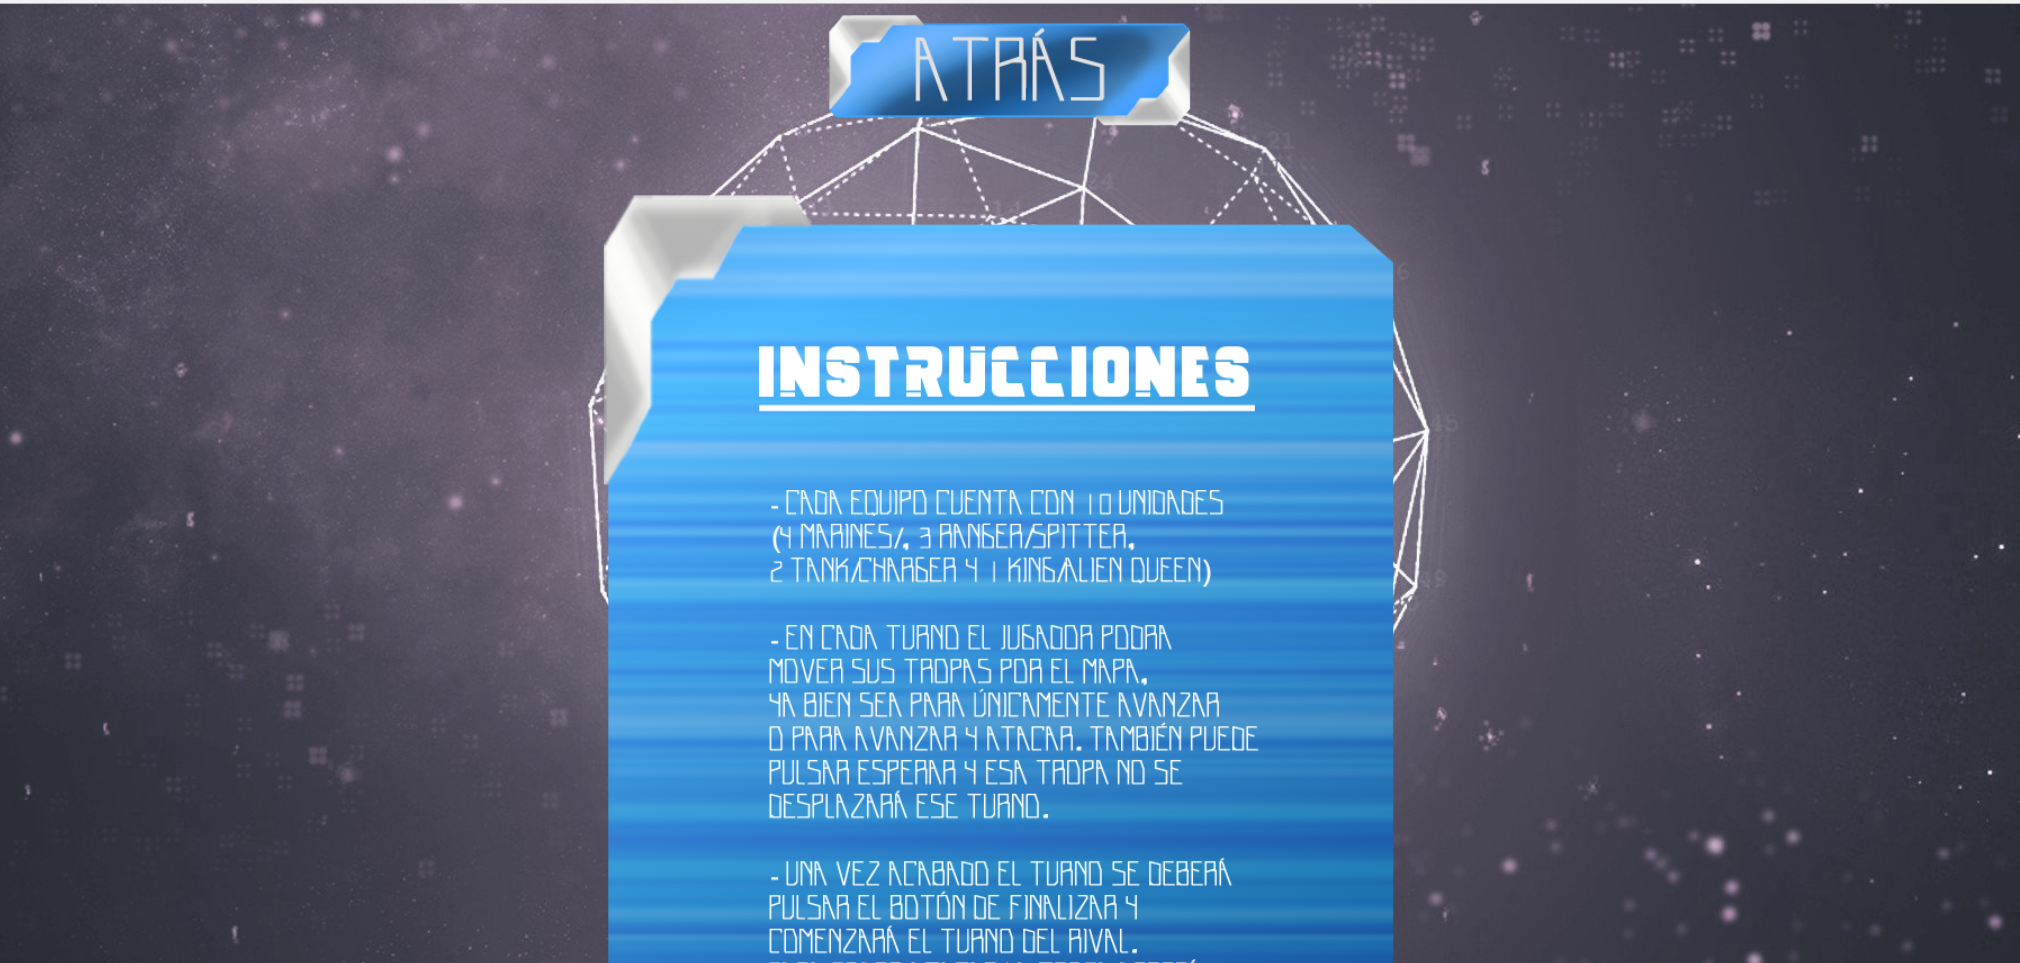 ATRÁS
INSTRUCCIONES
- CADA EQUIPO CUENTA CON 10 UNIDADES
(4 MARINES/, 3 RANGER/SPITTER,
2 TANK/CHARGER Y 1 KING/ALIEN QUEEN)
- EN CADA TURNO EL JUGADOR PODRA
MOVER SUS TROPAS POR EL MAPA,
YA BIEN SEA PARA ÚNICAMENTE AVANZAR
O PARA AVANZAR Y ATACAR. TAMBIÉN PUEDE
PULSAR ESPERAR Y ESA TROPA NO SE
DESPLAZARÁ ESE TURNO.
- UNA VEZ ACABADO EL TURNO SE DEBERÁ
PULSAR EL BOTÓN DE FINALIZAR Y
COMENZARÁ EL TURNO DEL RIVAL.